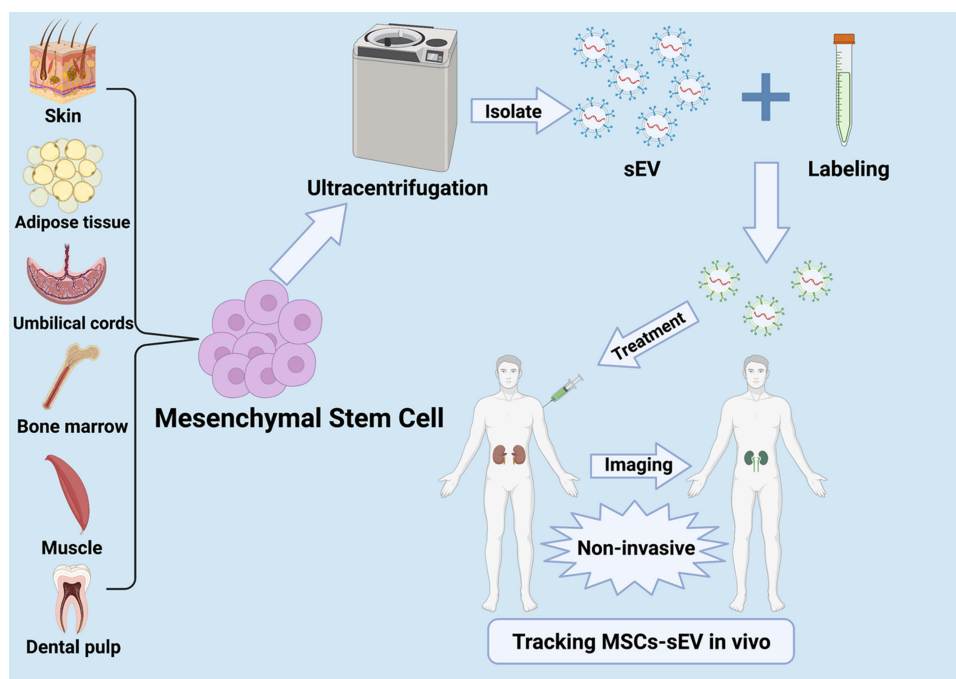 Skin
Adipose tissue
Umbilical cords
Bone marrow
Muscle
Dental pulp
Mesenchymal Stem Cell
Ultracentrifugation
Isolate
sEV
Labeling
Treatment
Imaging
Non-invasive
Tracking MSCs-sEV in vivo